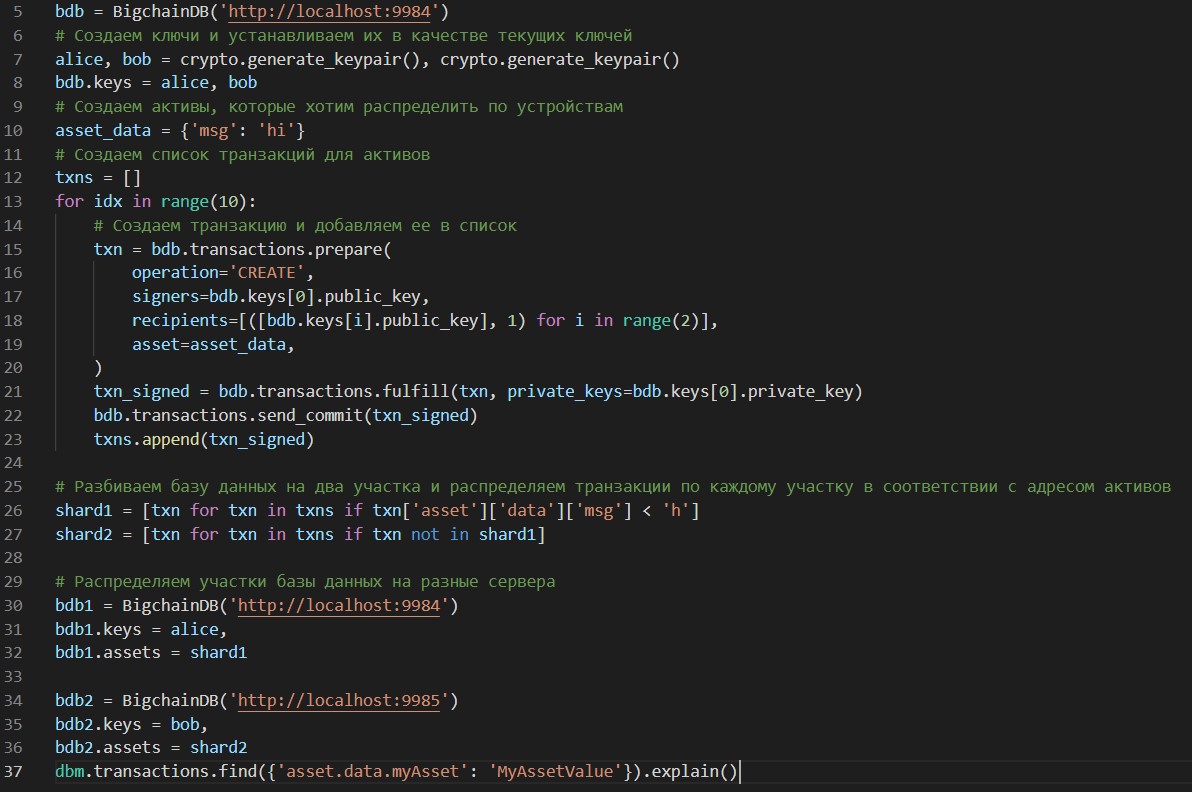 5 bdb = BigchainDB('http://localhost:9984')
6 # Создаем ключи и устанавливаем их в качестве текущих ключей
7 alice, bob = crypto.generate_keypair(), crypto.generate_keypair()
8 bdb.keys = alice, bob
9 # Создаем активы, которые хотим распределить по устройствам
10 asset_data = {'msg': 'hi'}
11 # Создаем список транзакций для активов
12 txns = []
13 for idx in range(10):
14     # Создаем транзакцию и добавляем ее в список
15     txn = bdb.transactions.prepare(
16         operation='CREATE',
17         signers=bdb.keys[0].public_key,
18         recipients=[([bdb.keys[i].public_key], 1) for i in range(2)],
19         asset=asset_data,
20     )
21     txn_signed = bdb.transactions.fulfill(txn, private_keys=bdb.keys[0].private_key)
22     bdb.transactions.send_commit(txn_signed)
23     txns.append(txn_signed)
24
25 # Разбиваем базу данных на два участка и распределяем транзакции по каждому участку в соответствии с адресом активов
26 shard1 = [txn for txn in txns if txn['asset']['data']['msg'] < 'h']
27 shard2 = [txn for txn in txns if txn not in shard1]
28
29 # Распределяем участки базы данных на разные сервера
30 bdb1 = BigchainDB('http://localhost:9984')
31 bdb1.keys = alice,
32 bdb1.assets = shard1
33
34 bdb2 = BigchainDB('http://localhost:9985')
35 bdb2.keys = bob,
36 bdb2.assets = shard2
37 dbm.transactions.find({'asset.data.myAsset': 'MyAssetValue'}).explain()